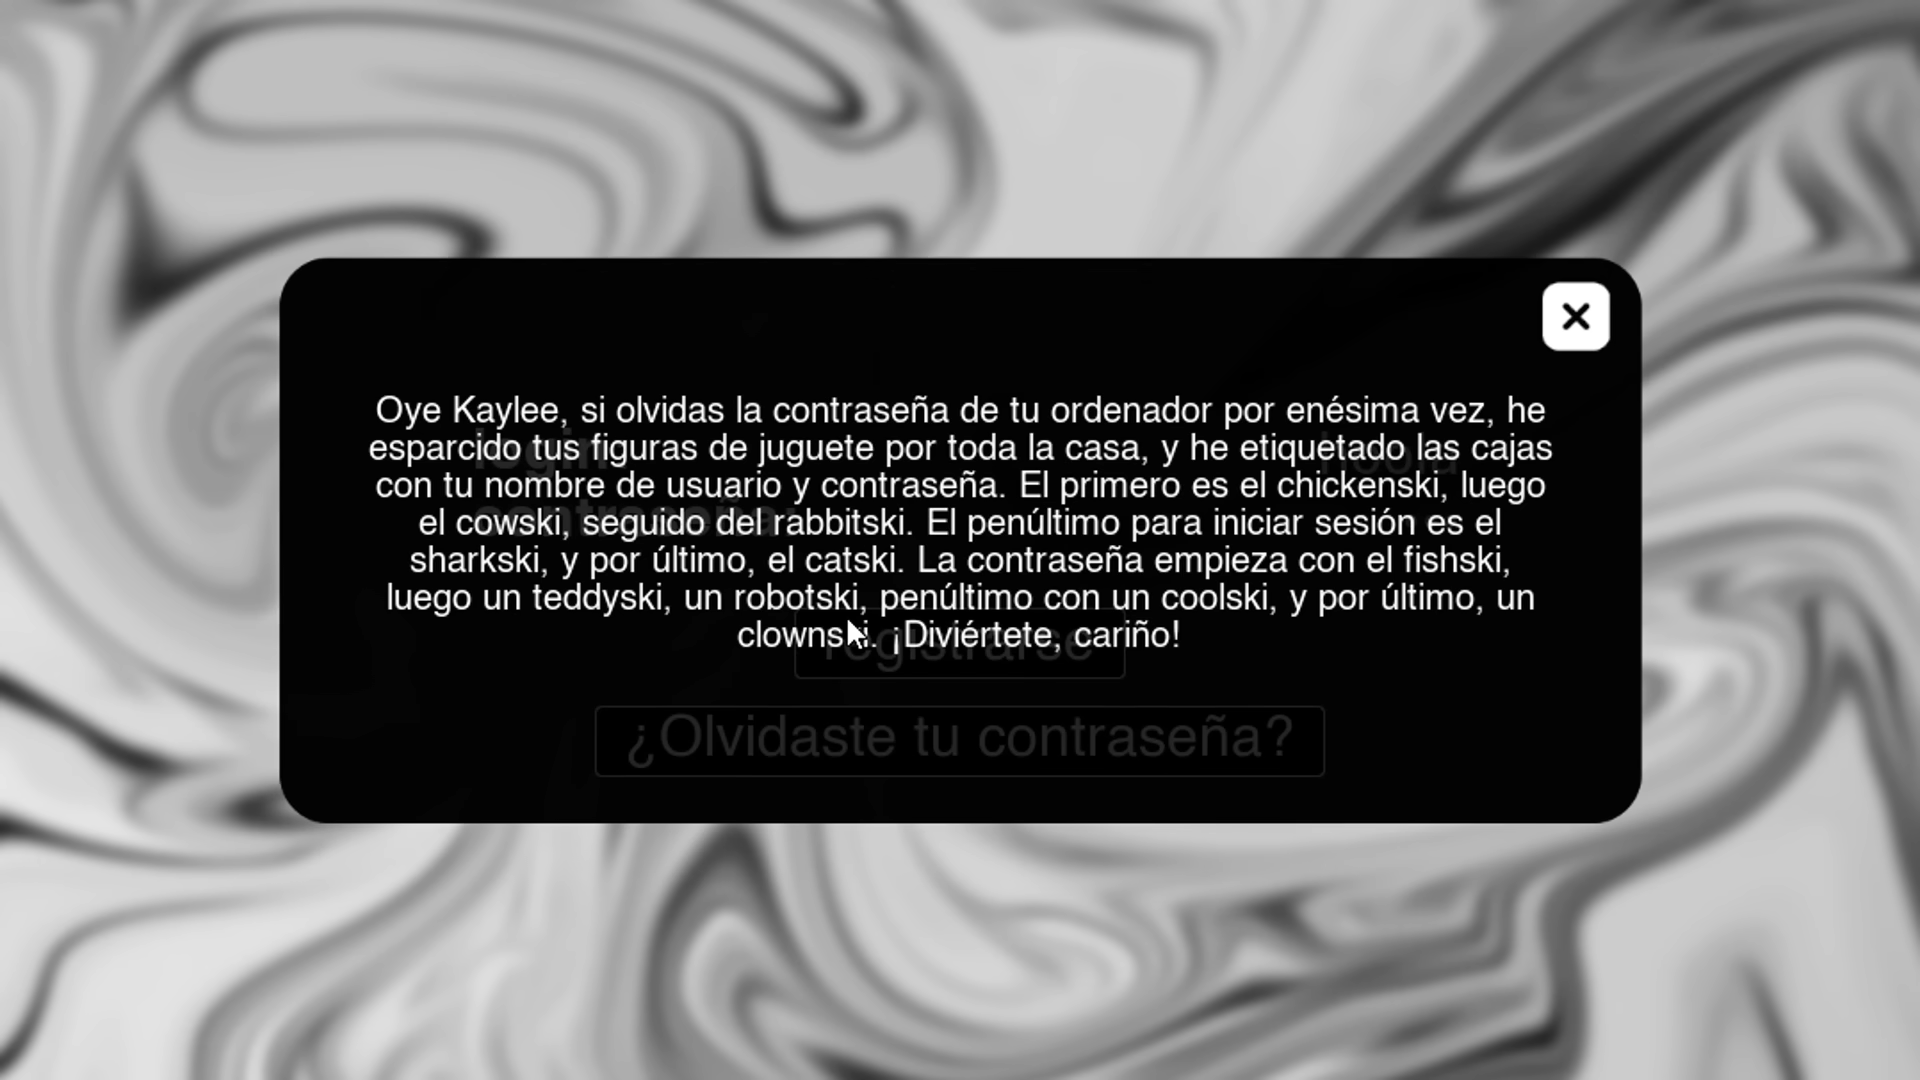 Oye Kaylee, si olvidas la contraseña de tu ordenador por enésima vez, he
esparcido tus figuras de juguete por toda la casa, y he etiquetado las cajas
con tu nombre de usuario y contraseña. El primero es el chickenski, luego
el cowski, seguido del rabbitski. El penúltimo para iniciar sesión es el
sharkski, y por último, el catski. La contraseña empieza con el fishski,
luego un teddyski, un robotski, penúltimo con un coolski, y por último, un
clownski. ¡Diviértete, cariño!
registrarse
¿Olvidaste tu contraseña?